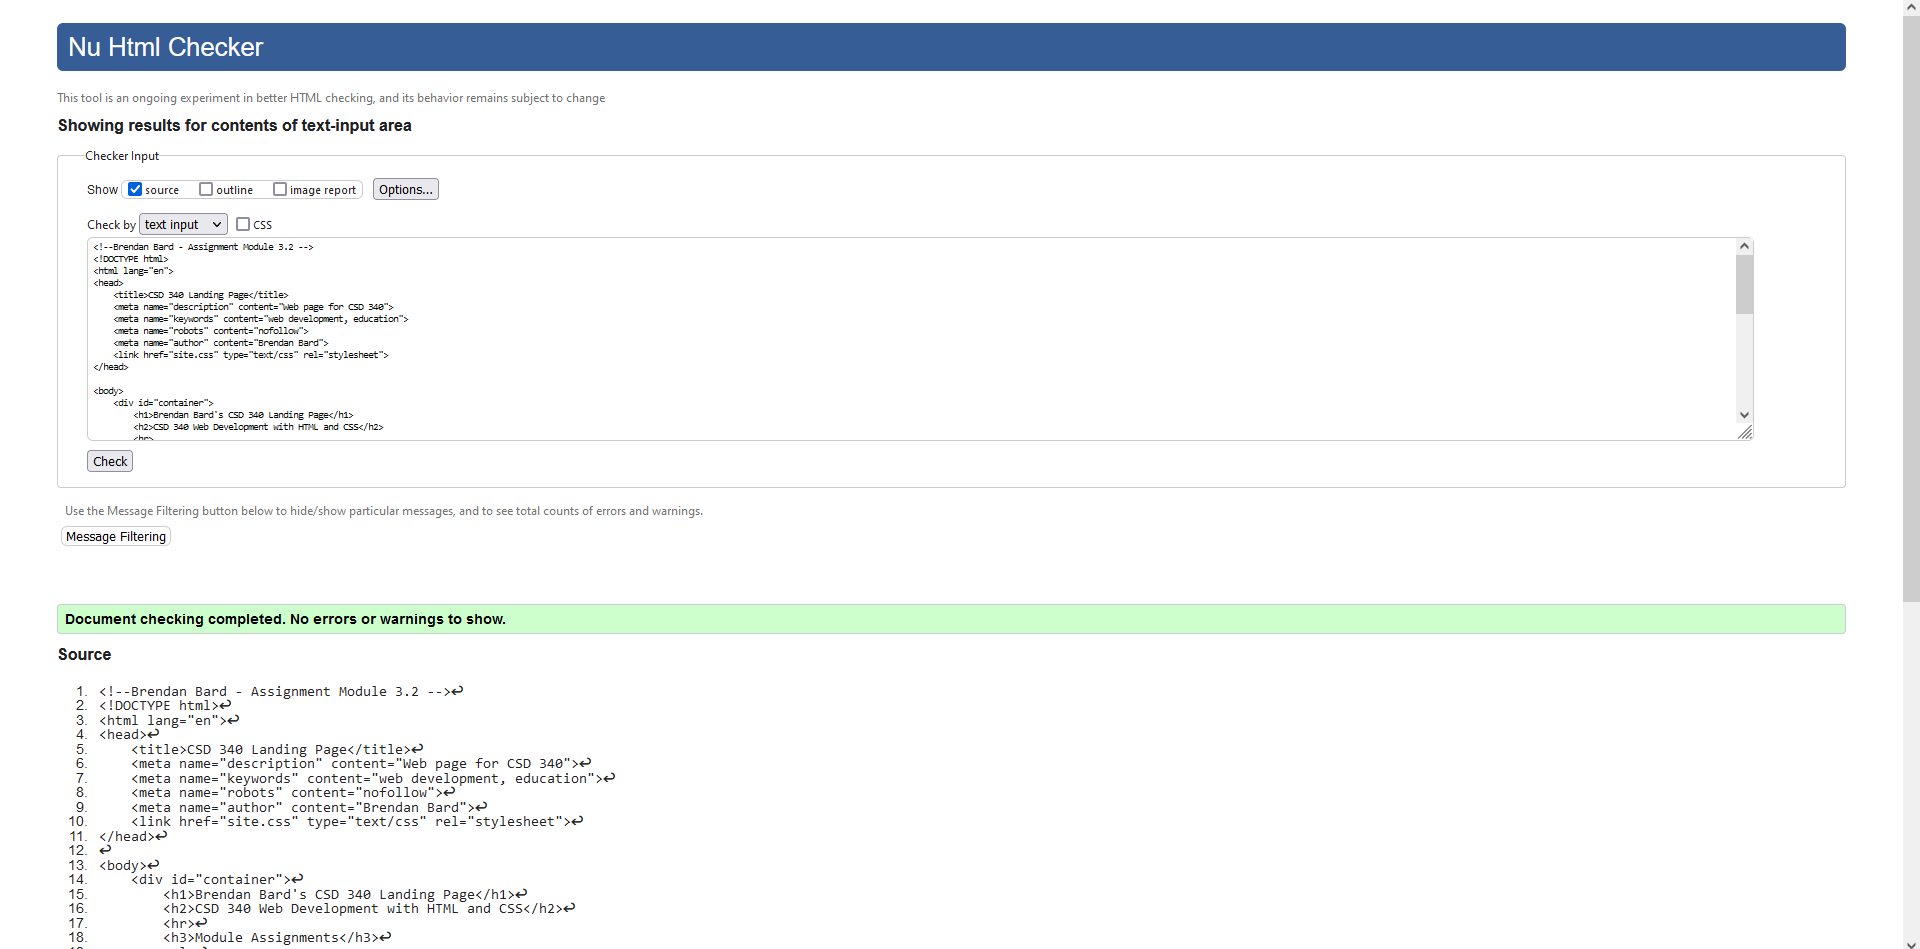 Nu Html Checker
This tool is an ongoing experiment in better HTML checking, and its behavior remains subject to change
Showing results for contents of text-input area
Checker Input
Show source outline image report Options...
Check by text input CSS
<!--Brendan Bard - Assignment Module 3.2 -->
<!DOCTYPE html>
<html lang="en">
<head>
    <title>CSD 340 Landing Page</title>
    <meta name="description" content="Web page for CSD 340">
    <meta name="keywords" content="web development, education">
    <meta name="robots" content="nofollow">
    <meta name="author" content="Brendan Bard">
    <link href="site.css" type="text/css" rel="stylesheet">
</head>
<body>
    <div id="container">
        <h1>Brendan Bard's CSD 340 Landing Page</h1>
        <h2>CSD 340 Web Development with HTML and CSS</h2>
        <hr>
Check
Use the Message Filtering button below to hide/show particular messages, and to see total counts of errors and warnings.
Message Filtering
Document checking completed. No errors or warnings to show.
Source
1. <!--Brendan Bard - Assignment Module 3.2 -->↩
2. <!DOCTYPE html>↩
3. <html lang="en">↩
4. <head>↩
5.     <title>CSD 340 Landing Page</title>↩
6.     <meta name="description" content="Web page for CSD 340">↩
7.     <meta name="keywords" content="web development, education">↩
8.     <meta name="robots" content="nofollow">↩
9.     <meta name="author" content="Brendan Bard">↩
10.     <link href="site.css" type="text/css" rel="stylesheet">↩
11. </head>↩
12. ↩
13. <body>↩
14.     <div id="container">↩
15.         <h1>Brendan Bard's CSD 340 Landing Page</h1>↩
16.         <h2>CSD 340 Web Development with HTML and CSS</h2>↩
17.         <hr>↩
18.         <h3>Module Assignments</h3>↩